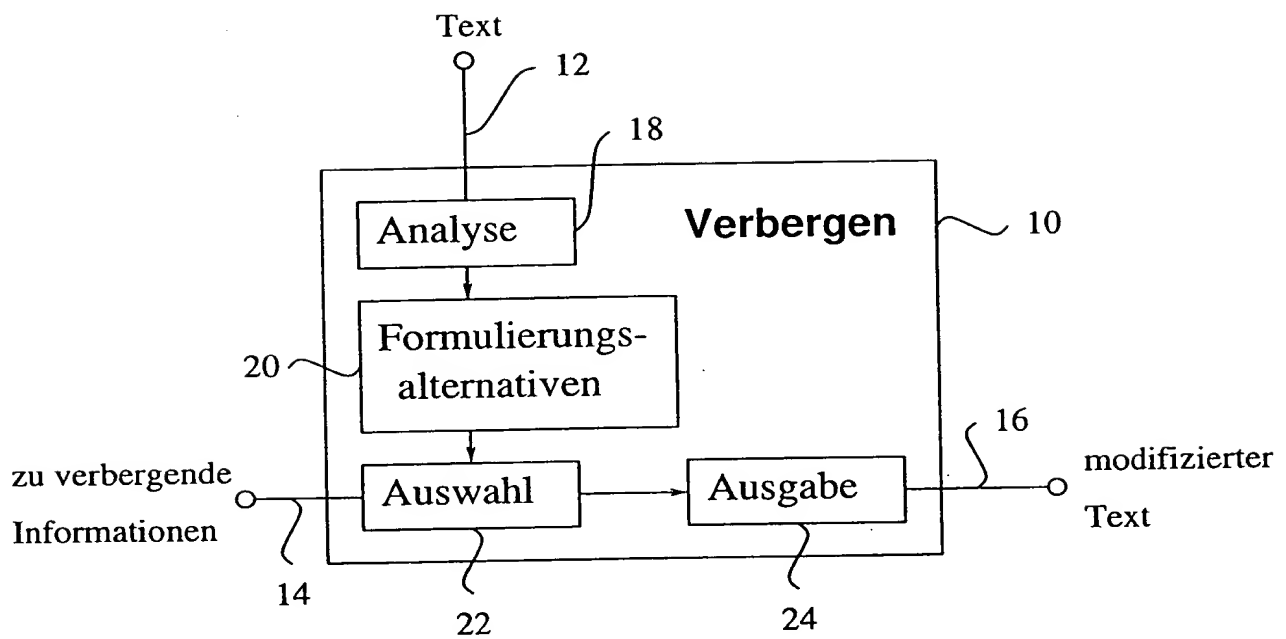 Text
12
18
Analyse
Verbergen
10
Formulierungs-
alternativen
20
16
zu verbergende
Informationen
Auswahl
Ausgabe
modifizierter
Text
14
22
24